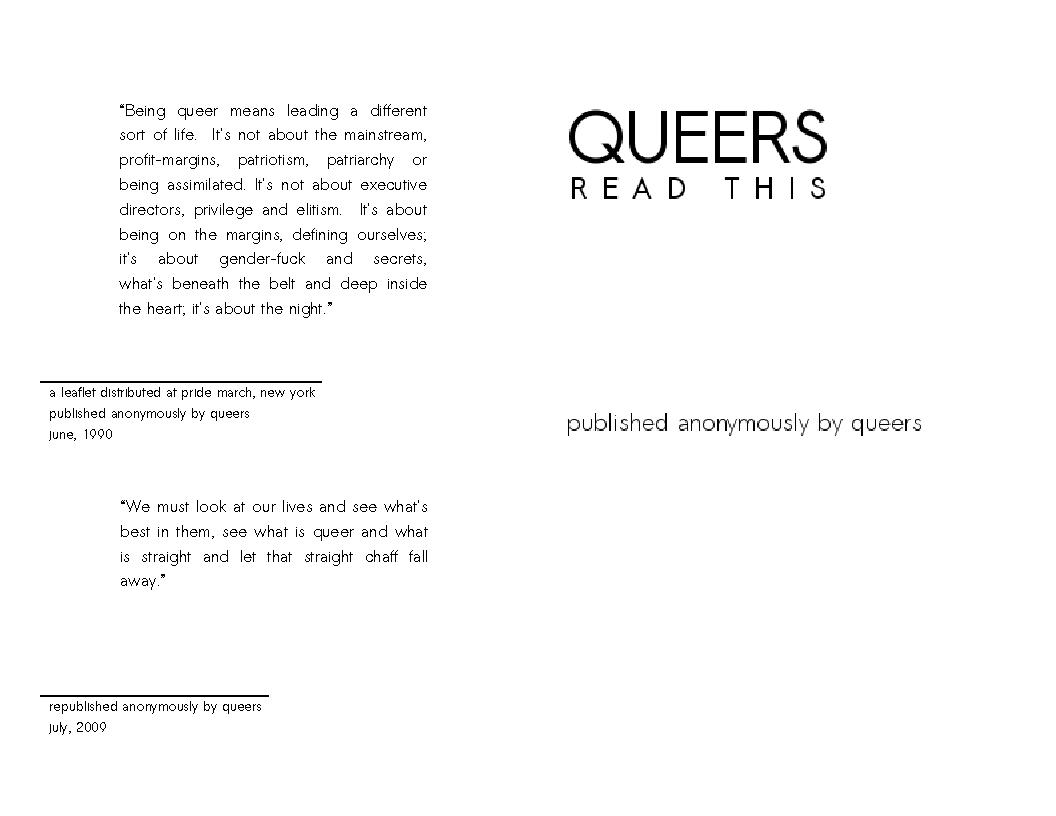 “Being queer means leading a different
sort of life. It's not about the mainstream,
profit-margins, patriotism, patriarchy or
being assimilated. It's not about executive
directors, privilege and elitism. It's about
being on the margins, defining ourselves;
it's about gender-fuck and secrets,
what's beneath the belt and deep inside
the heart; it's about the night.”
a leaflet distributed at pride march, new york
published anonymously by queers
june, 1990
“We must look at our lives and see what's
best in them, see what is queer and what
is straight and let that straight chaff fall
away.”
republished anonymously by queers
july, 2009
QUEERS
READ THIS
published anonymously by queers